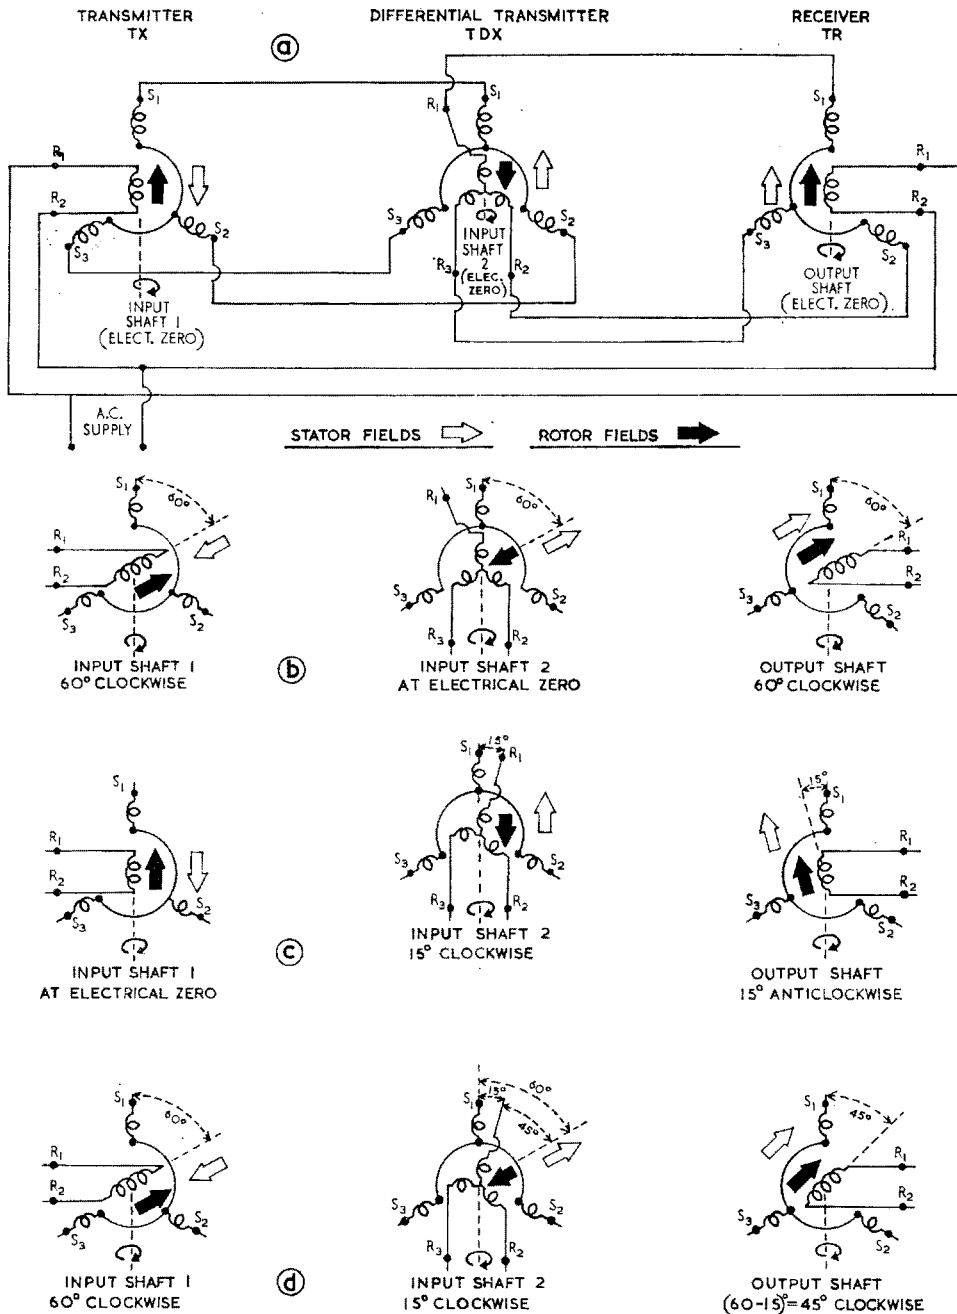 TRANSMITTER
TX
DIFFERENTIAL TRANSMITTER
TDX
RECEIVER
TR
a
S1
R1
S1
S1
R1
R1
R2
R2
S3
S2
S3
S2
S3
S2
INPUT
SHAFT 1
(ELECT. ZERO)
INPUT
SHAFT
2
(ELEC.
ZERO)
R3
R2
OUTPUT
SHAFT
(ELECT. ZERO)
A.C.
SUPPLY
STATOR FIELDS
ROTOR FIELDS
S1
60°
R1
R2
S3
S2
INPUT SHAFT 1
60° CLOCKWISE
b
R1
S1
60°
S3
S2
R3
R2
INPUT SHAFT 2
AT ELECTRICAL ZERO
S1
60°
R1
R2
S3
S2
OUTPUT SHAFT
60° CLOCKWISE
S1
R1
R2
S3
S2
INPUT SHAFT 1
AT ELECTRICAL ZERO
c
S1
15°
R1
S3
S2
R3
R2
INPUT SHAFT 2
15° CLOCKWISE
15°
S1
R1
R2
S3
S2
OUTPUT SHAFT
15° ANTICLOCKWISE
S1
60°
R1
R2
S3
S2
INPUT SHAFT 1
60° CLOCKWISE
d
S1
15°
60°
45°
S3
S2
R3
R2
INPUT SHAFT 2
15° CLOCKWISE
S1
45°
R1
R2
S3
S2
OUTPUT SHAFT
(60-15)°=45° CLOCKWISE